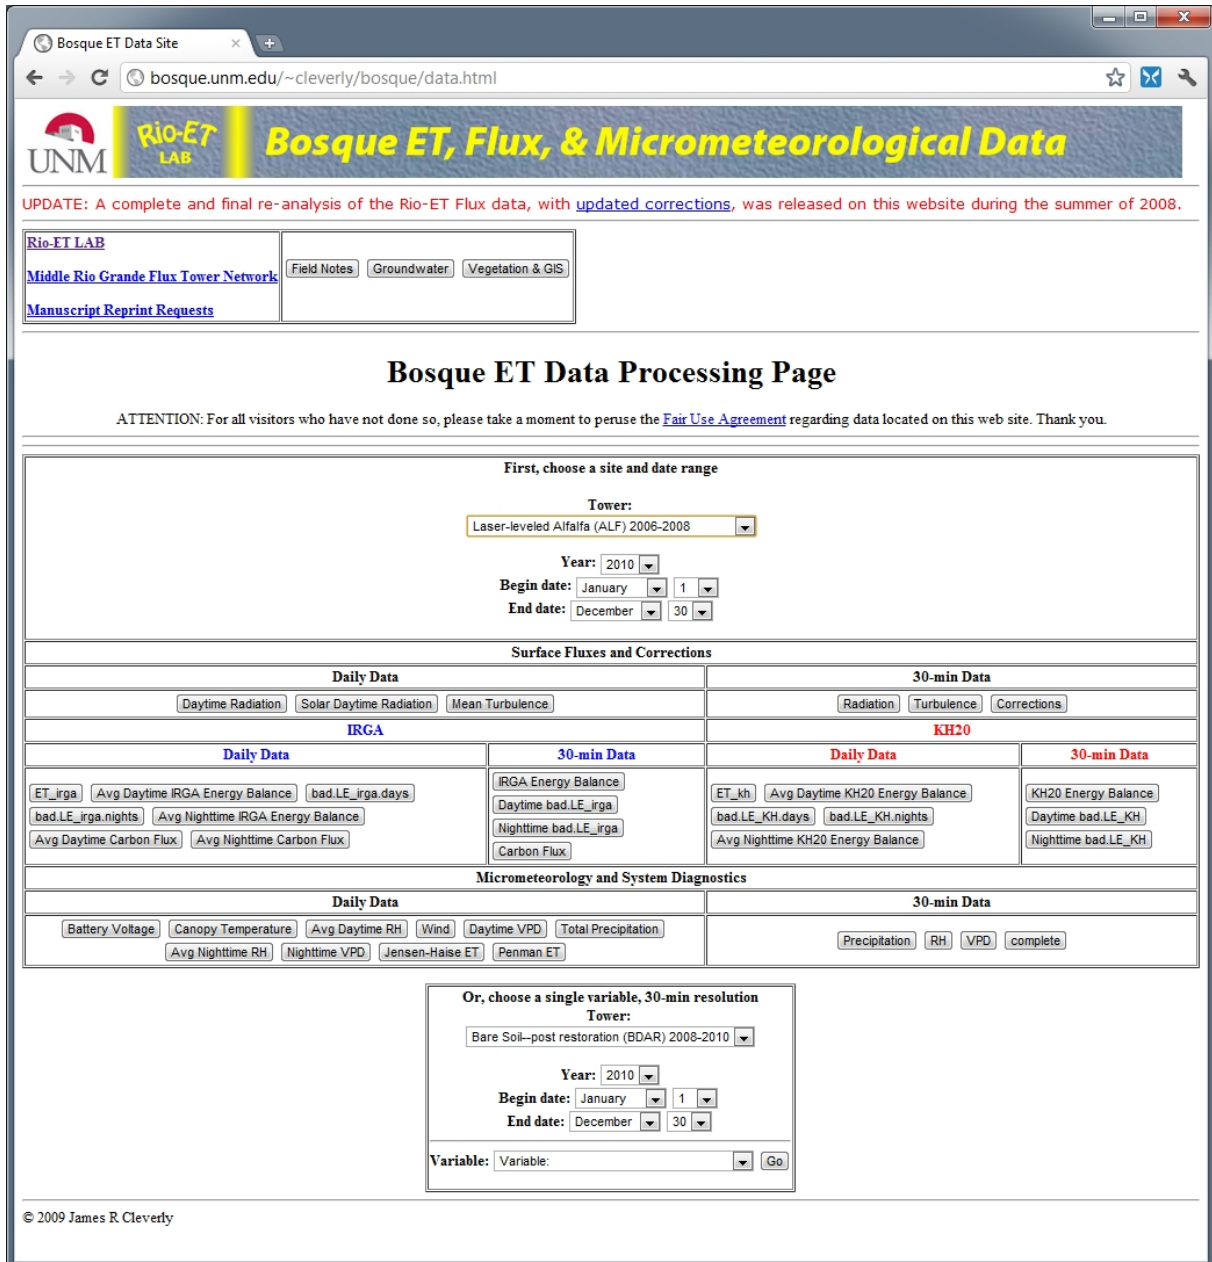 Bosque ET Data Site
bosque.unm.edu/~cleverly/bosque/data.html
UNM
Rio-ET LAB
Bosque ET, Flux, & Micrometeorological Data
UPDATE: A complete and final re-analysis of the Rio-ET Flux data, with updated corrections, was released on this website during the summer of 2008.
Rio-ET LAB
Middle Rio Grande Flux Tower Network
Manuscript Reprint Requests
Field Notes Groundwater Vegetation & GIS
Bosque ET Data Processing Page
ATTENTION: For all visitors who have not done so, please take a moment to peruse the Fair Use Agreement regarding data located on this web site. Thank you.
First, choose a site and date range
Tower:
Laser-leveled Alfalfa (ALF) 2006-2008
Year: 2010
Begin date: January 1
End date: December 30
Surface Fluxes and Corrections
Daily Data 30-min Data
Daytime Radiation Solar Daytime Radiation Mean Turbulence Radiation Turbulence Corrections
IRGA KH20
Daily Data 30-min Data Daily Data 30-min Data
ET_irga Avg Daytime IRGA Energy Balance bad.LE_irga.days
bad.LE_irga.nights Avg Nighttime IRGA Energy Balance
Avg Daytime Carbon Flux Avg Nighttime Carbon Flux
IRGA Energy Balance
Daytime bad.LE_irga
Nighttime bad.LE_irga
Carbon Flux
ET_kh Avg Daytime KH20 Energy Balance
bad.LE_KH.days bad.LE_KH.nights
Avg Nighttime KH20 Energy Balance
KH20 Energy Balance
Daytime bad.LE_KH
Nighttime bad.LE_KH
Micrometeorology and System Diagnostics
Daily Data 30-min Data
Battery Voltage Canopy Temperature Avg Daytime RH Wind Daytime VPD Total Precipitation
Avg Nighttime RH Nighttime VPD Jensen-Haise ET Penman ET
Precipitation RH VPD complete
Or, choose a single variable, 30-min resolution
Tower:
Bare Soil--post restoration (BDAR) 2008-2010
Year: 2010
Begin date: January 1
End date: December 30
Variable: Variable: Go
© 2009 James R Cleverly